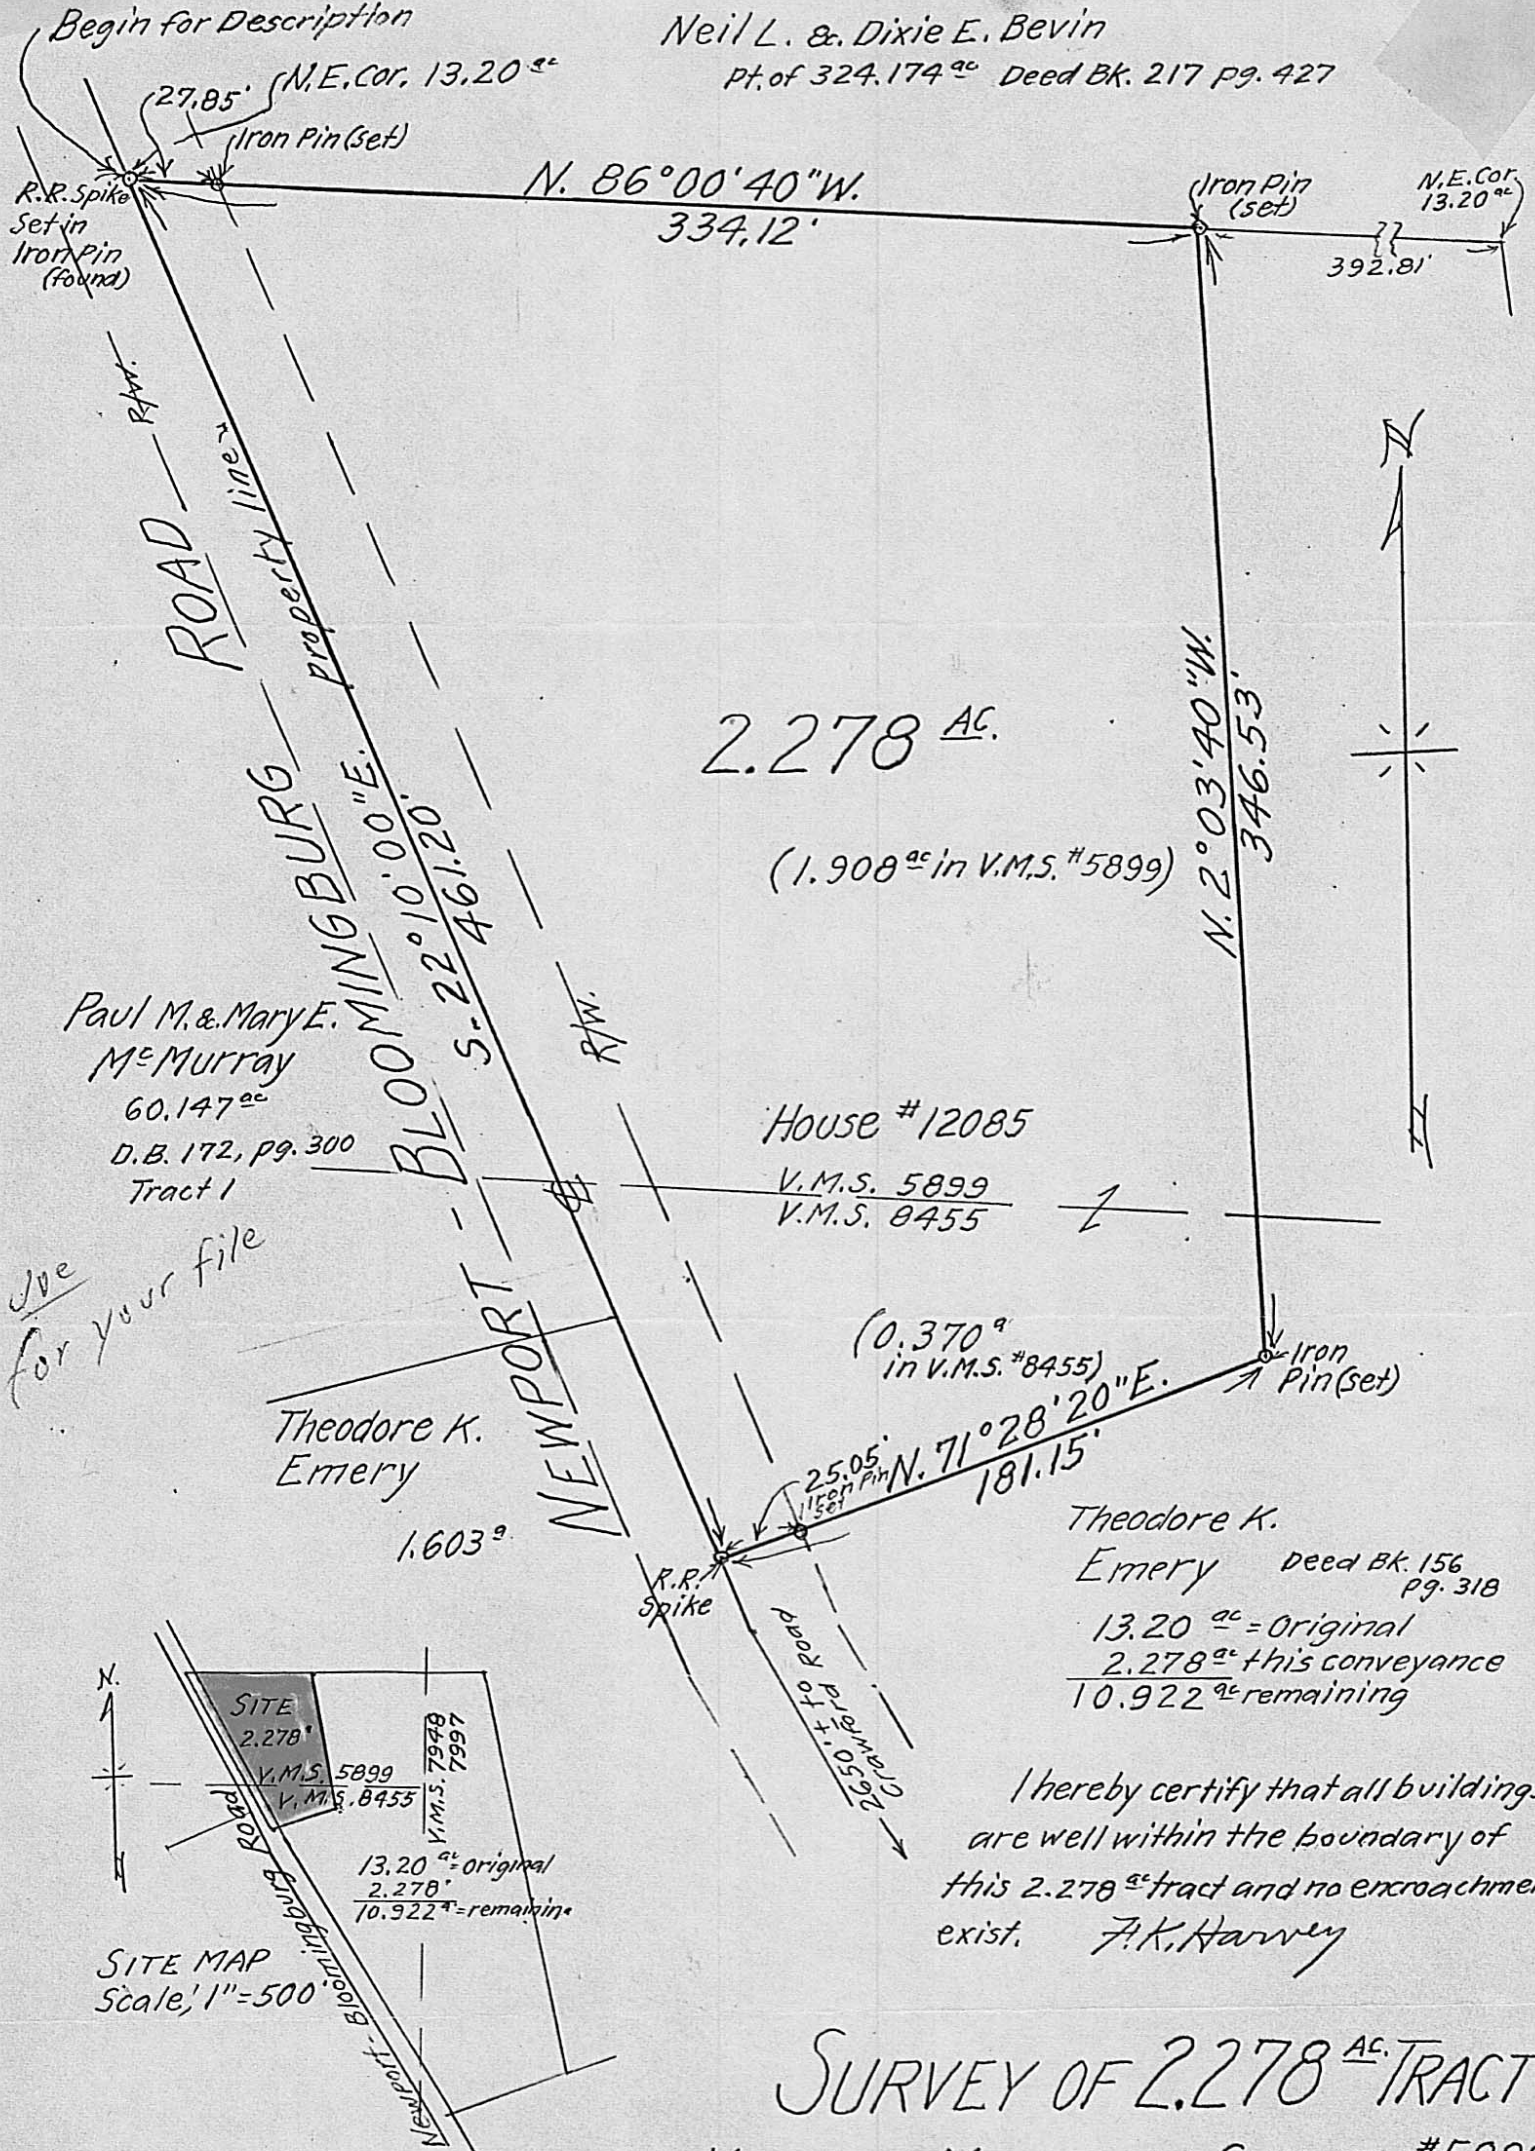 Begin for Description
Neil L. &. Dixie E. Bevin
Pt. of 324.174 ac Deed Bk. 217 pg. 427
N.E. Cor. 13.20 ac
27.85'
Iron Pin (set)
R.R. Spike
Set in
Iron Pin
(found)
N. 86°00'40"W.
334.12'
Iron Pin
(set)
N.E. Cor.
13.20 ac
392.81'
R/W.
property line
N
S. 22°10'00"E.
461.20'
NEWPORT - BLOOMINGBURG ROAD
R/W.
2.278 AC.
(1.908 ac in V.M.S. #5899)
N. 2°03'40"W.
346.53'
Paul M. &. Mary E.
McMurray
60.147 ac
D.B. 172, pg. 300
Tract 1
House #12085
V.M.S. 5899
V.M.S. 8455
Joe
for your file
(0.370 a
in V.M.S. #8455)
Iron
Pin (set)
N. 71°28'20"E.
181.15'
25.05'
Iron Pin
set
Theodore K.
Emery
1.603 a
R.R.
Spike
2650' ± to
Crawford Road
Theodore K.
Emery Deed BK. 156
pg. 318
13.20 ac = Original
2.278 ac this conveyance
10.922 ac remaining
N.
SITE
2.278 a
V.M.S. 5899
V.M.S. 8455
V.M.S. 7948
7997
13.20 ac = original
2.278 a
10.922 a = remainin
Newport - Bloomingburg Road
SITE MAP
Scale, 1"=500'
I hereby certify that all building
are well within the boundary of
this 2.278 ac tract and no encroachme
exist. F.K. Harvey
SURVEY OF 2.278 AC. TRACT